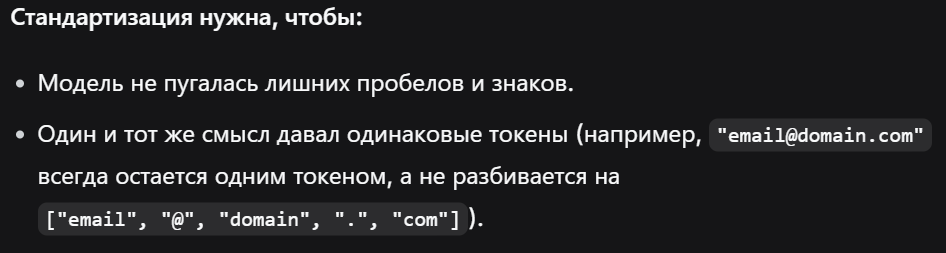 Стандартизация нужна, чтобы:
• Модель не пугалась лишних пробелов и знаков.
• Один и тот же смысл давал одинаковые токены (например, "email@domain.com"
всегда остается одним токеном, а не разбивается на
["email", "@", "domain", ".", "com"]).